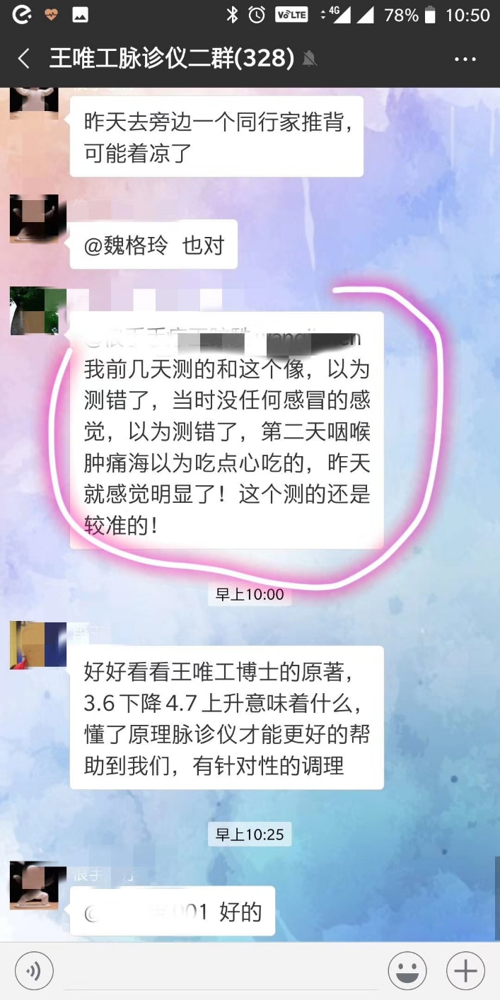 4G VoLTE 78% 10:50
王唯工脉诊仪二群(328)
昨天去旁边一个同行家推背，
可能着凉了
@魏格玲 也对
我前几天测的和这个像，以为
测错了，当时没任何感冒的感
觉，以为测错了，第二天咽喉
肿痛海以为吃点心吃的，昨天
就感觉明显了！这个测的还是
较准的！
早上10:00
好好看看王唯工博士的原著，
3.6下降4.7上升意味着什么，
懂了原理脉诊仪才能更好的帮
助到我们，有针对性的调理
早上10:25
001 好的